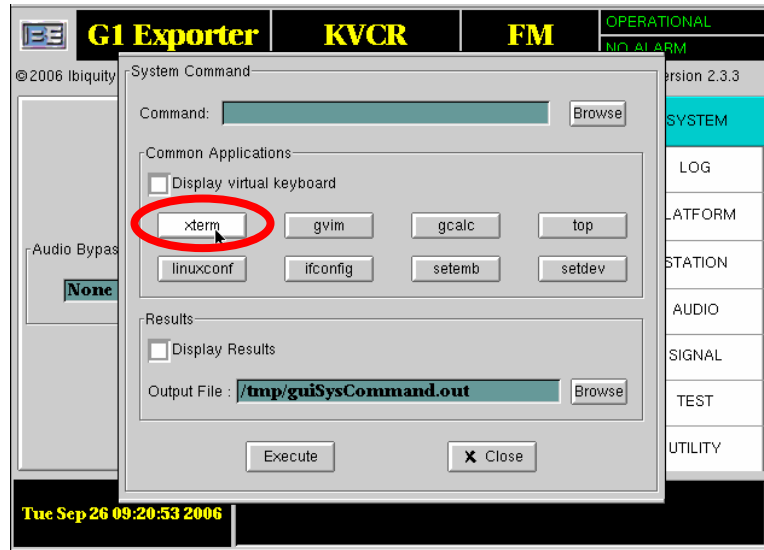 G1 Exporter
KVCR
FM
OPERATIONAL
NO ALARM
©2006 Ibiquity
ersion 2.3.3
System Command
Command:
Browse
Common Applications
Display virtual keyboard
xterm
gvim
gcalc
top
linuxconf
ifconfig
setemb
setdev
Results
Display Results
Output File : /tmp/guiSysCommand.out
Browse
Execute
X Close
Audio Bypas
None
SYSTEM
LOG
LATFORM
STATION
AUDIO
SIGNAL
TEST
UTILITY
Tue Sep 26 09:20:53 2006